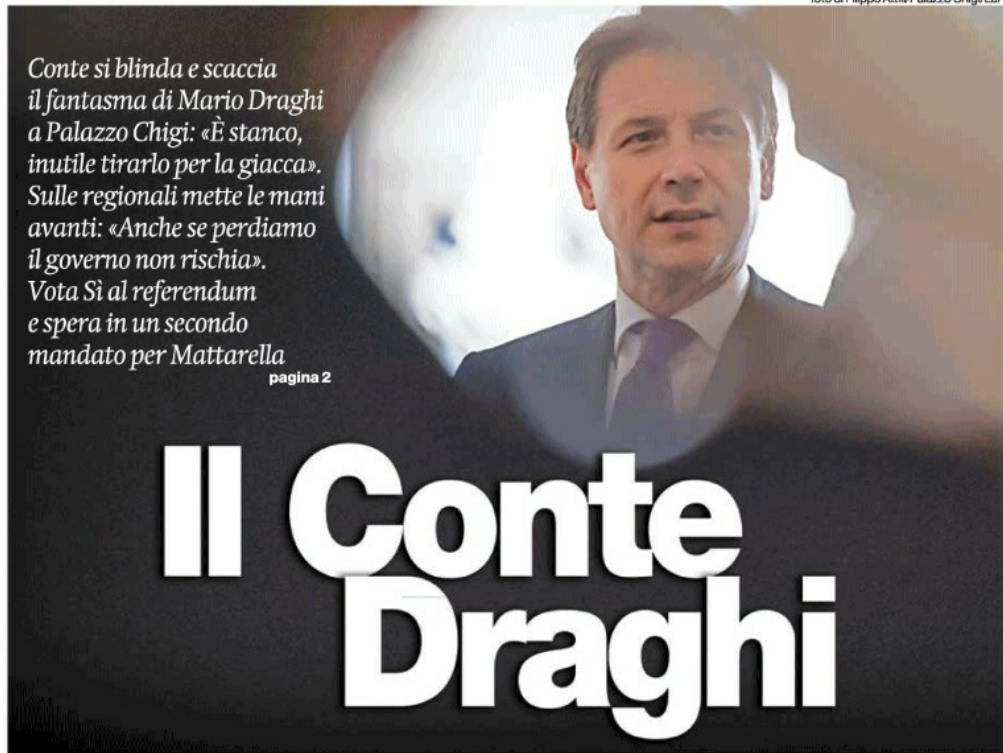 Conte si blinda e scaccia
il fantasma di Mario Draghi
a Palazzo Chigi: «È stanco,
inutile tirarlo per la giacca».
Sulle regionali mette le mani
avanti: «Anche se perdiamo
il governo non rischia».
Vota Sì al referendum
e spera in un secondo
mandato per Mattarella
pagina 2
Il Conte
Draghi